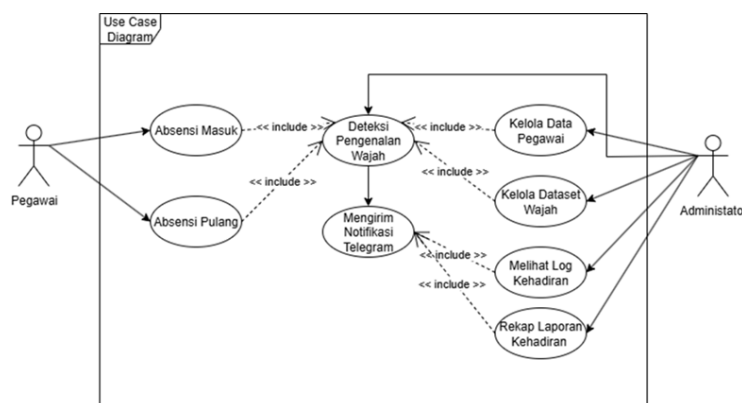 Use Case
Diagram
Pegawai
Absensi Masuk
Absensi Pulang
<< include >>
<< include >>
Deteksi
Pengenalan
Wajah
Mengirim
Notifikasi
Telegram
<< include >>
<< include >>
<< include >>
<< include >>
Kelola Data
Pegawai
Kelola Dataset
Wajah
Melihat Log
Kehadiran
Rekap Laporan
Kehadiran
Administato